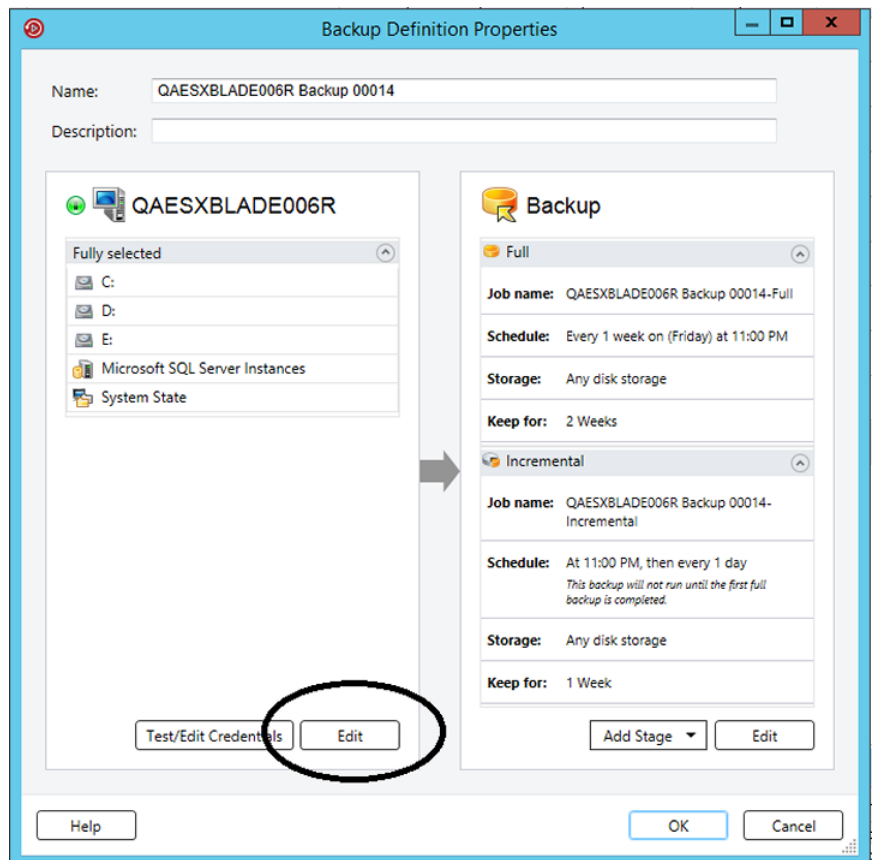 Backup Definition Properties
Name: QAESXBLADE006R Backup 00014
Description:
QAESXBLADE006R
Fully selected
C:
D:
E:
Microsoft SQL Server Instances
System State
Test/Edit Credentials
Edit
Backup
Full
Job name: QAESXBLADE006R Backup 00014-Full
Schedule: Every 1 week on (Friday) at 11:00 PM
Storage: Any disk storage
Keep for: 2 Weeks
Incremental
Job name: QAESXBLADE006R Backup 00014-
Incremental
Schedule: At 11:00 PM, then every 1 day
This backup will not run until the first full
backup is completed.
Storage: Any disk storage
Keep for: 1 Week
Add Stage
Edit
Help
OK
Cancel